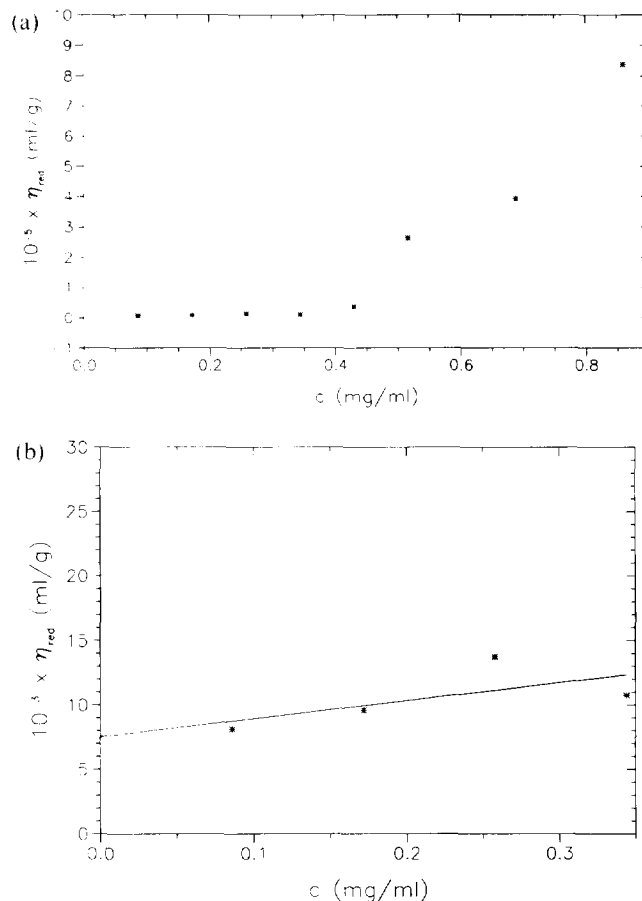 (a)
10
9
8
7
6
5
4
3
2
1
0
-1
10⁻⁵ × η_red (ml/g)
0.0 0.2 0.4 0.6 0.8
c (mg/ml)
(b)
30
25
20
15
10
5
0
10⁻³ × η_red (ml/g)
0.0 0.1 0.2 0.3
c (mg/ml)